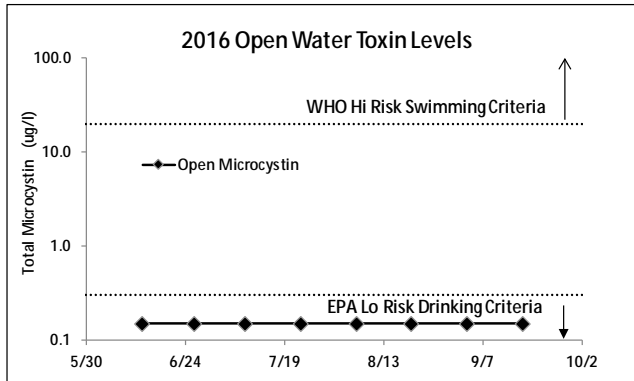 2016 Open Water Toxin Levels
100.0
WHO Hi Risk Swimming Criteria
10.0
Open Microcystin
Total Microcystin (ug/l)
1.0
EPA Lo Risk Drinking Criteria
0.1
5/30 6/24 7/19 8/13 9/7 10/2